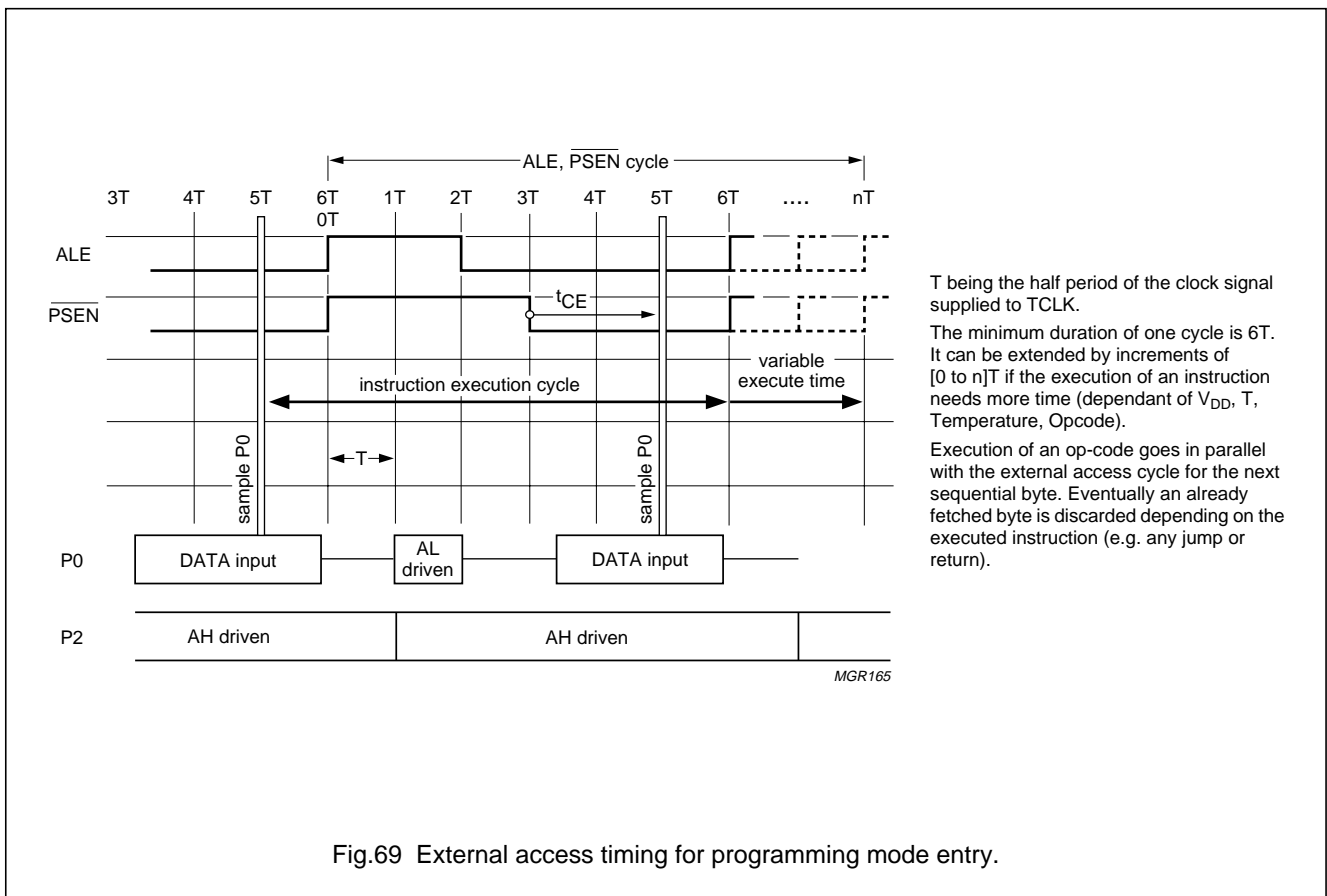 ALE, PSEN cycle
3T 4T 5T 6T 1T 2T 3T 4T 5T 6T .... nT
0T
ALE
PSEN
tCE
variable
execute time
instruction execution cycle
T
sample P0
sample P0
P0
DATA input
AL
driven
DATA input
P2
AH driven
AH driven
MGR165
T being the half period of the clock signal
supplied to TCLK.
The minimum duration of one cycle is 6T.
It can be extended by increments of
[0 to n]T if the execution of an instruction
needs more time (dependant of VDD, T,
Temperature, Opcode).
Execution of an op-code goes in parallel
with the external access cycle for the next
sequential byte. Eventually an already
fetched byte is discarded depending on the
executed instruction (e.g. any jump or
return).
Fig.69 External access timing for programming mode entry.